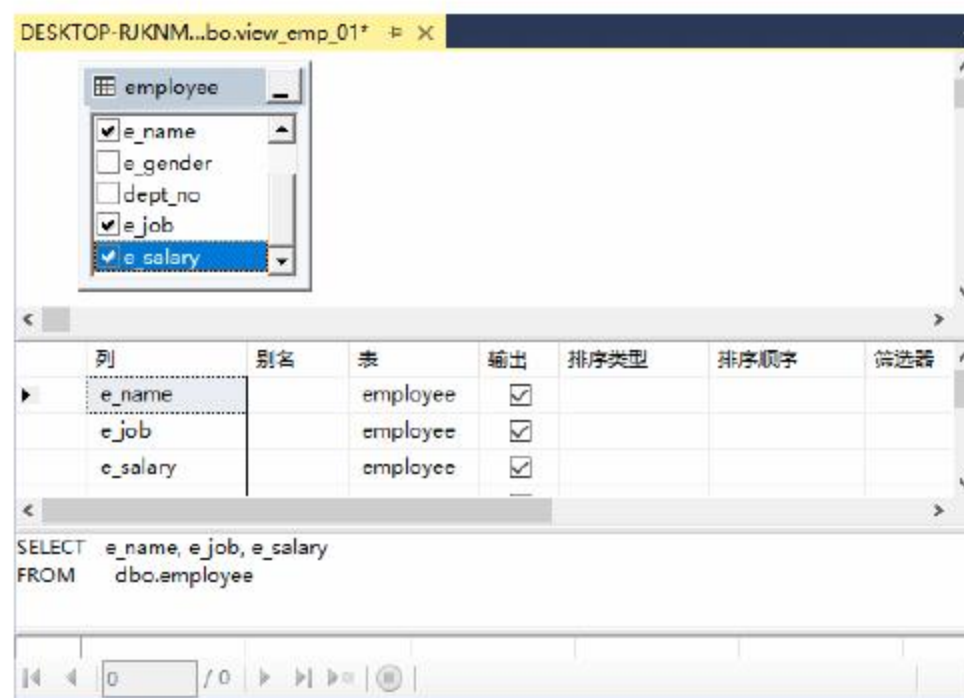 DESKTOP-RJKNM...bo.view_emp_01*
employee
e_name
e_gender
dept_no
e_job
e_salary
列 别名 表 输出 排序类型 排序顺序 筛选器
e_name employee
e_job employee
e_salary employee
SELECT e_name, e_job, e_salary
FROM dbo.employee
0 / 0